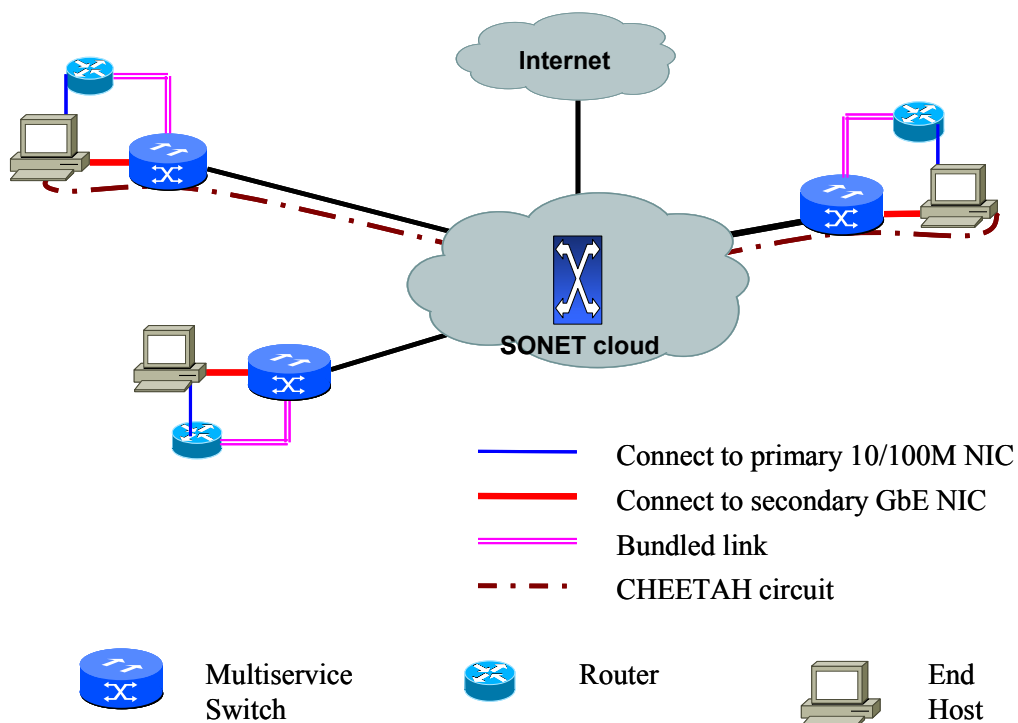 Internet
SONET cloud
Connect to primary 10/100M NIC
Connect to secondary GbE NIC
Bundled link
CHEETAH circuit
Multiservice
Switch
Router
End
Host